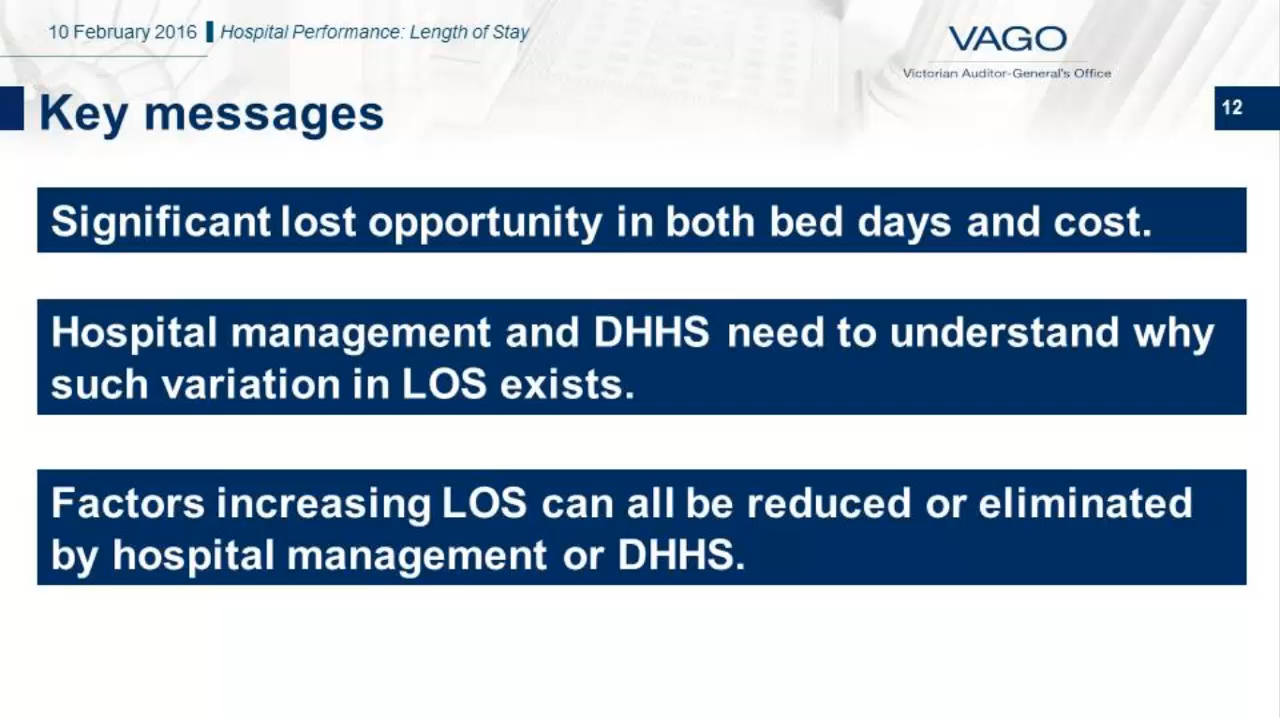 10 February 2016 Hospital Performance: Length of Stay
VAGO
Victorian Auditor-General's Office
Key messages
12
Significant lost opportunity in both bed days and cost.
Hospital management and DHHS need to understand why
such variation in LOS exists.
Factors increasing LOS can all be reduced or eliminated
by hospital management or DHHS.